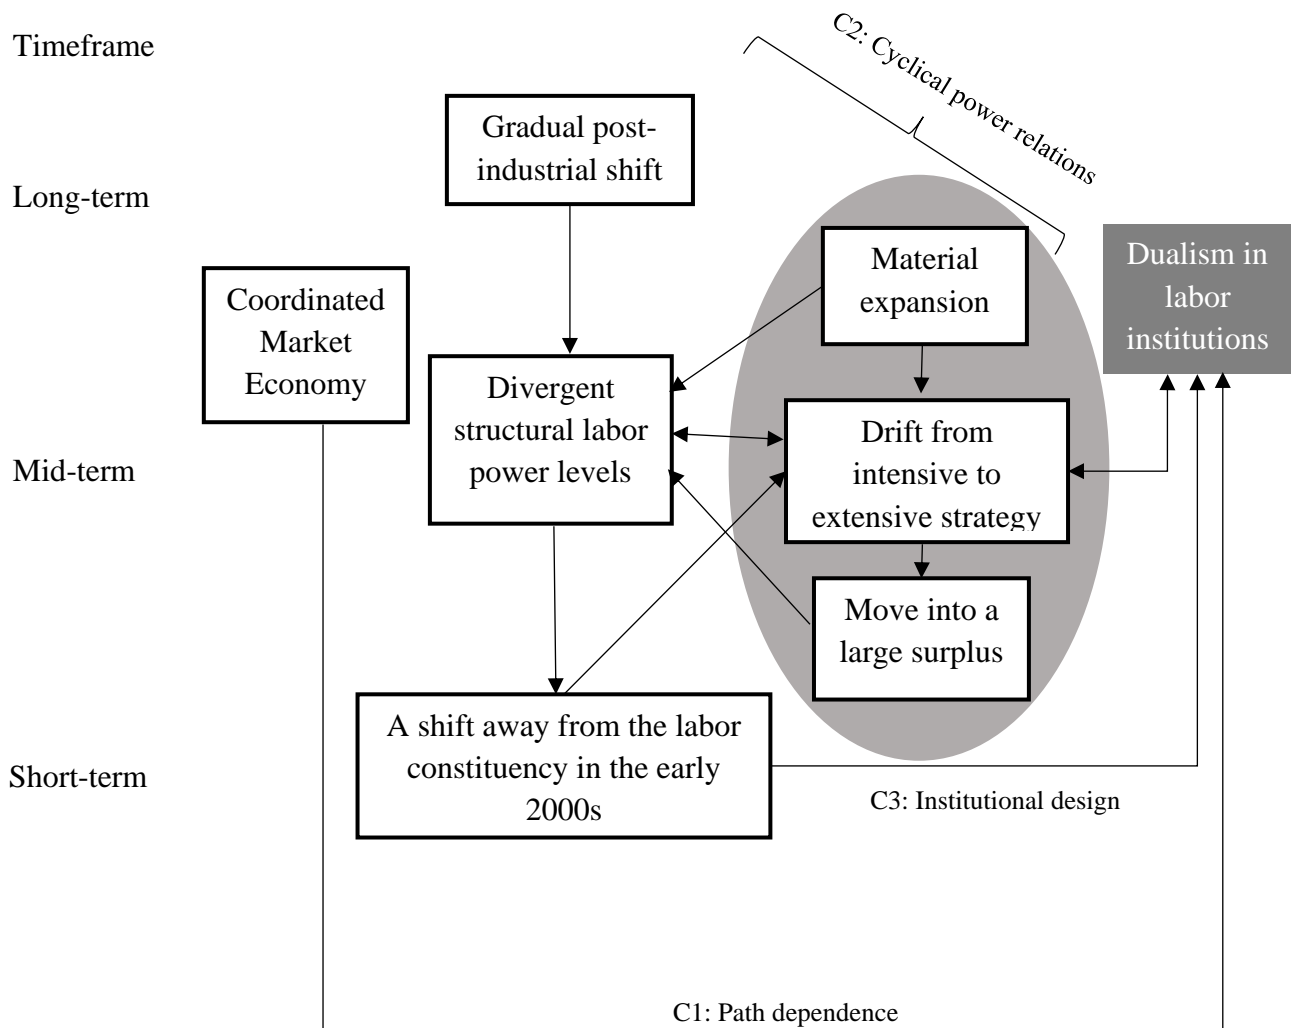 Timeframe
C2: Cyclical power relations
Gradual post-
industrial shift
Long-term
Material
expansion
Dualism in
labor
institutions
Coordinated
Market
Economy
Divergent
structural labor
power levels
Drift from
intensive to
extensive strategy
Mid-term
Move into a
large surplus
A shift away from the labor
constituency in the early
2000s
Short-term
C3: Institutional design
C1: Path dependence